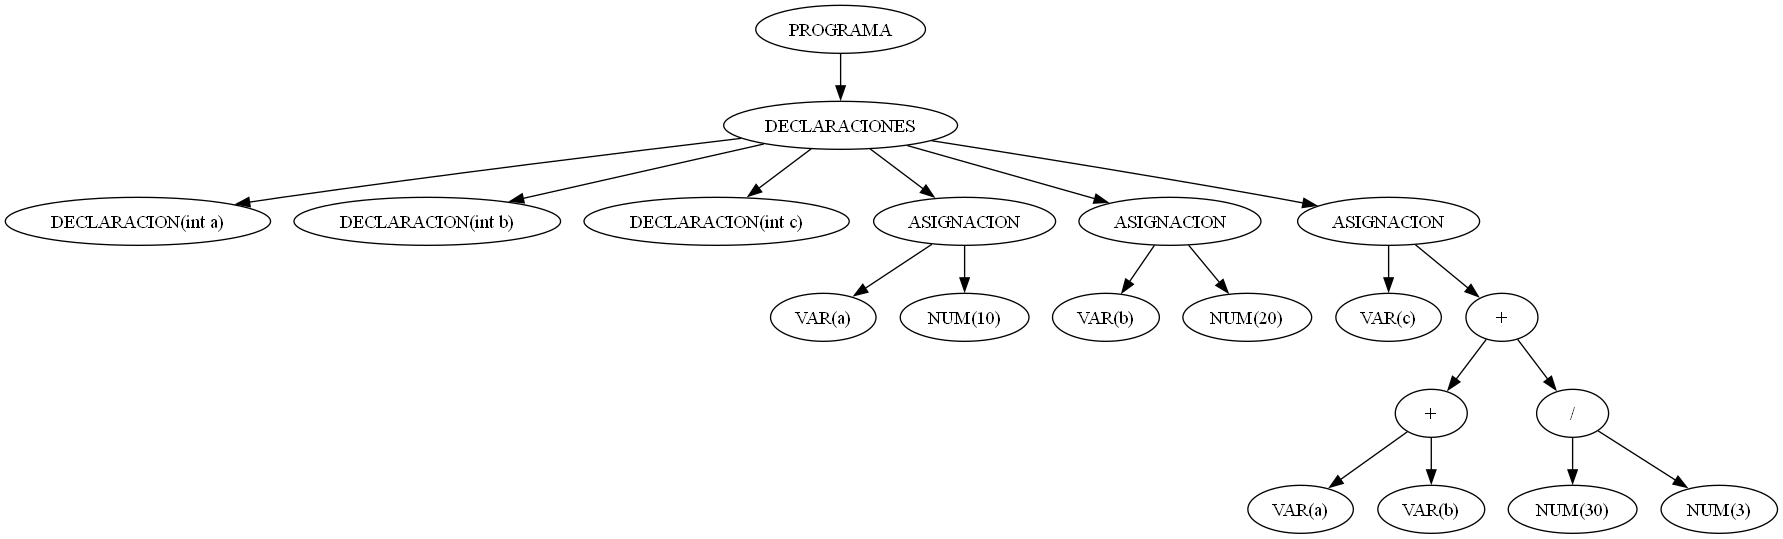 PROGRAMA
DECLARACIONES
DECLARACION(int a)
DECLARACION(int b)
DECLARACION(int c)
ASIGNACION
ASIGNACION
ASIGNACION
VAR(a)
NUM(10)
VAR(b)
NUM(20)
VAR(c)
+
+
/
VAR(a)
VAR(b)
NUM(30)
NUM(3)